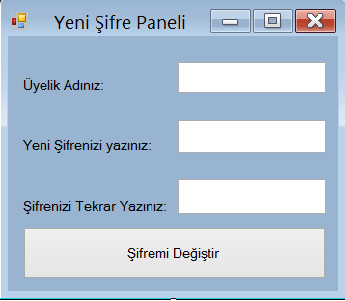 Yeni Şifre Paneli
Üyelik Adınız:
Yeni Şifrenizi yazınız:
Şifrenizi Tekrar Yazınız:
Şifremi Değiştir